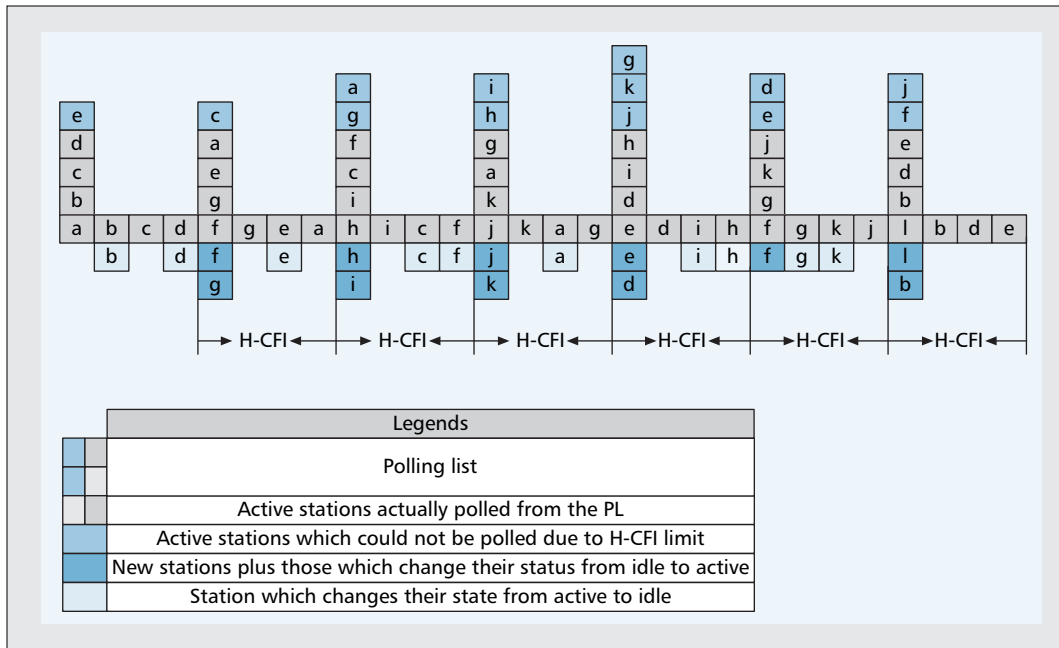 g
a i k d j
e c g h j e f
d a f g h j e
c e c a i k d
b g i k d g b
a b c d f g e a h i c f j k a g e d i h f g k j l b d e
b d f e h c f j a e i h f g k l
g i k d b
H-CFI H-CFI H-CFI H-CFI H-CFI H-CFI
Legends
Polling list
Active stations actually polled from the PL
Active stations which could not be polled due to H-CFI limit
New stations plus those which change their status from idle to active
Station which changes their state from active to idle